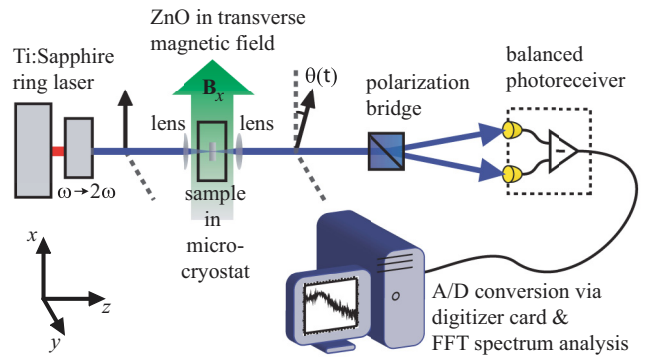 ZnO in transverse
magnetic field
Ti:Sapphire
ring laser
B_x
θ(t)
balanced
photoreceiver
polarization
bridge
lens
lens
ω→2ω
sample
in
micro-
cryostat
x
z
y
A/D conversion via
digitizer card &
FFT spectrum analysis